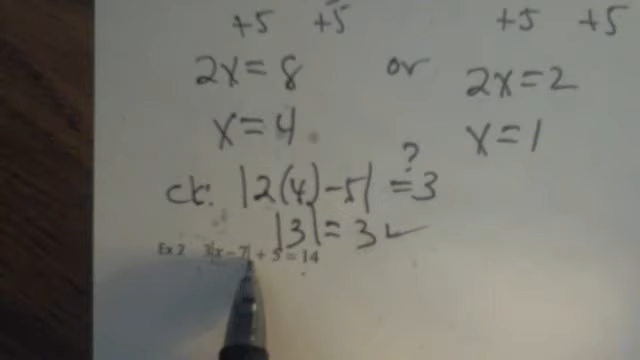 +5 +5 +5 +5
2x = 8 or 2x = 2
x = 4 x = 1
ck: |2(4) - 5| ?= 3
|3| = 3 ✓
Ex 2 3|x − 7| + 5 = 14